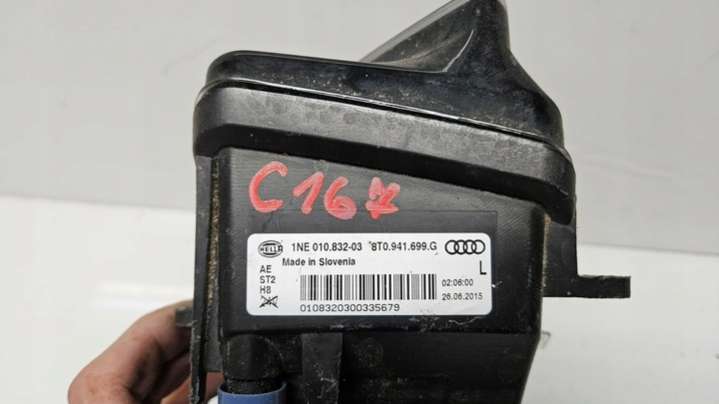 C167
HELLA 1NE 010.832-03 8T0.941.699.G
Made in Slovenia
AE
ST2
H8
L
02:06:00
26.06.2015
0108320300335679